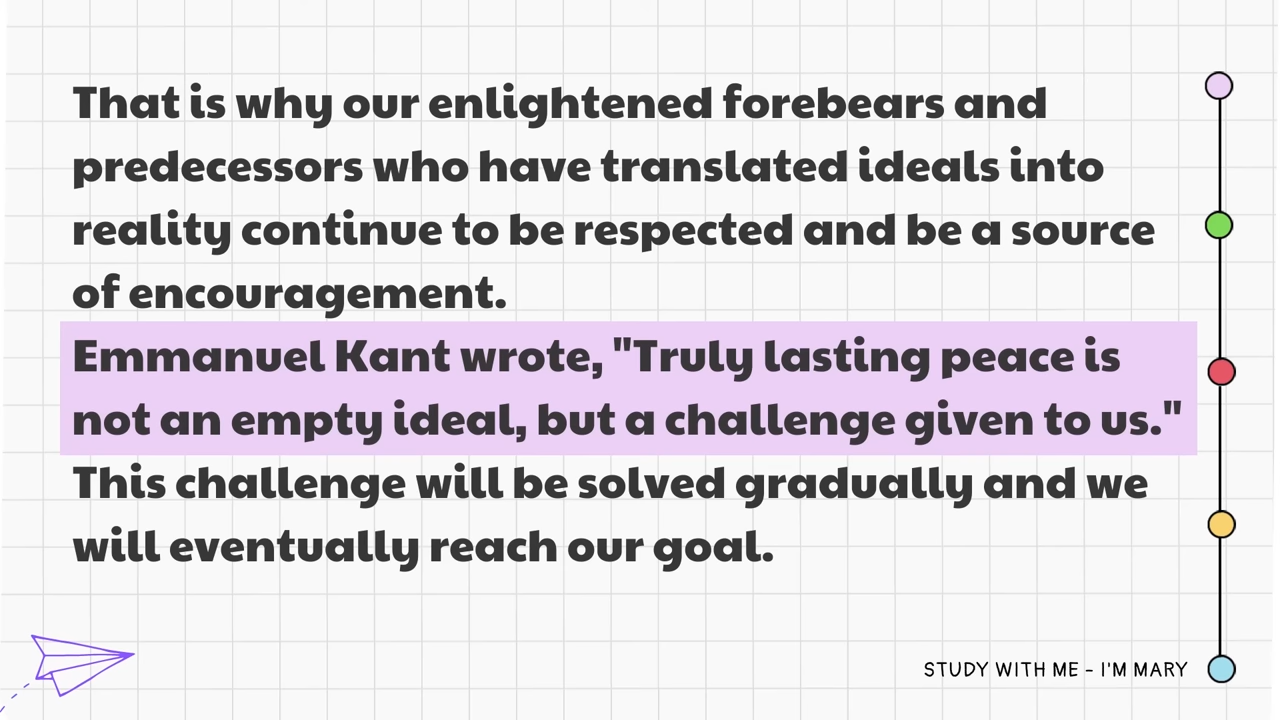 That is why our enlightened forebears and
predecessors who have translated ideals into
reality continue to be respected and be a source
of encouragement.
Emmanuel Kant wrote, "Truly lasting peace is
not an empty ideal, but a challenge given to us."
This challenge will be solved gradually and we
will eventually reach our goal.
STUDY WITH ME - I'M MARY